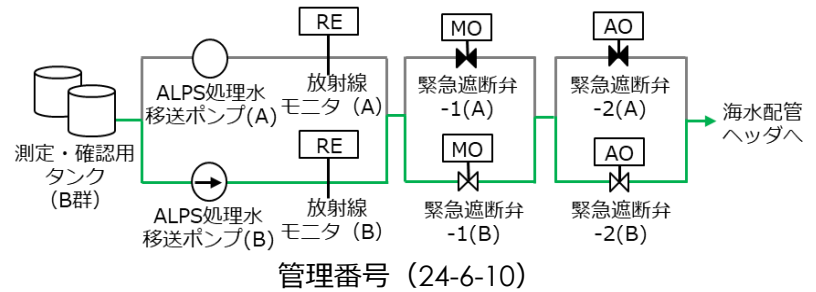 RE
MO
AO
ALPS処理水
移送ポンプ(A)
放射線
モニタ（A）
緊急遮断弁
-1(A)
緊急遮断弁
-2(A)
測定・確認用
タンク
（B群）
海水配管
ヘッダへ
RE
MO
AO
ALPS処理水
移送ポンプ(B)
放射線
モニタ（B）
緊急遮断弁
-1(B)
緊急遮断弁
-2(B)
管理番号（24-6-10）